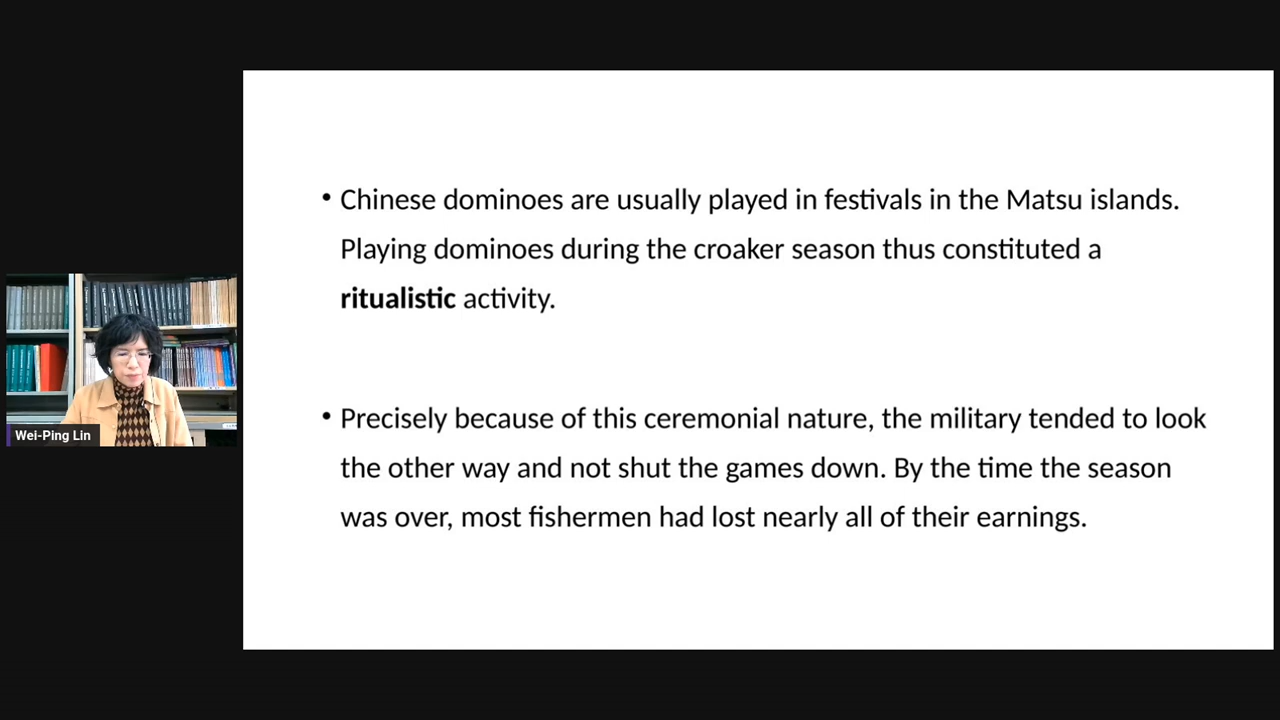 • Chinese dominoes are usually played in festivals in the Matsu islands.
Playing dominoes during the croaker season thus constituted a
ritualistic activity.
• Precisely because of this ceremonial nature, the military tended to look
the other way and not shut the games down. By the time the season
was over, most fishermen had lost nearly all of their earnings.
Wei-Ping Lin